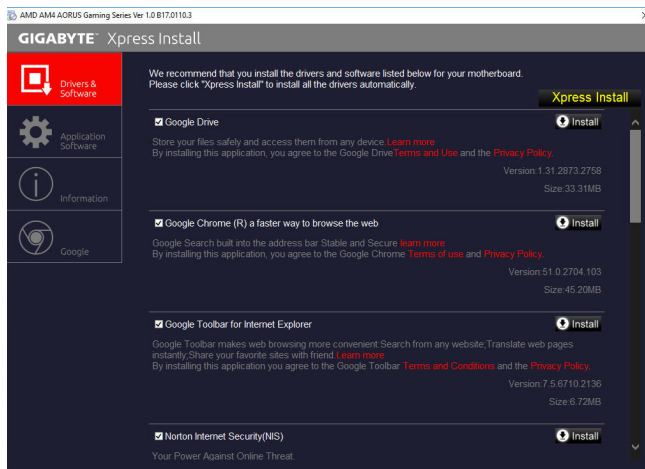 AMD AM4 AORUS Gaming Series Ver 1.0 B17.0110.3
GIGABYTE™ Xpress Install
Drivers &
Software
Application
Software
Information
Google
We recommend that you install the drivers and software listed below for your motherboard.
Please click "Xpress Install" to install all the drivers automatically.
Xpress Install
Google Drive
Install
Store your files safely and access them from any device.Learn more
By installing this application, you agree to the Google DriveTerms and Use and the Privacy Policy.
Version:1.31.2873.2758
Size:33.31MB
Google Chrome (R) a faster way to browse the web
Install
Google Search built into the address bar Stable and Secure learn more
By installing this application, you agree to the Google Chrome Terms of use and Privacy Policy.
Version:51.0.2704.103
Size:45.20MB
Google Toolbar for Internet Explorer
Install
Google Toolbar makes web browsing more convenient:Search from any website;Translate web pages
instantly;Share your favorite sites with friend.Learn more
By installing this application you agree to the Google Toolbar Terms and Conditions and the Privacy Policy.
Version:7.5.6710.2136
Size:6.72MB
Norton Internet Security(NIS)
Install
Your Power Against Online Threat.